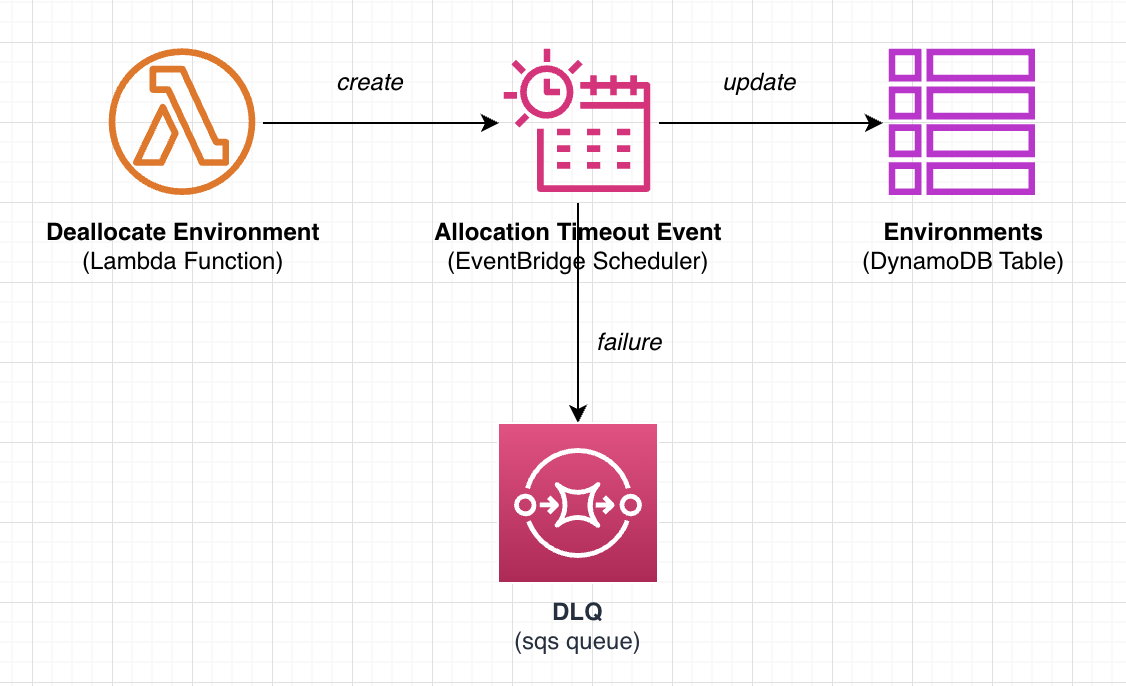 create
update
Deallocate Environment
(Lambda Function)
Allocation Timeout Event
(EventBridge Scheduler)
Environments
(DynamoDB Table)
failure
DLQ
(sqs queue)